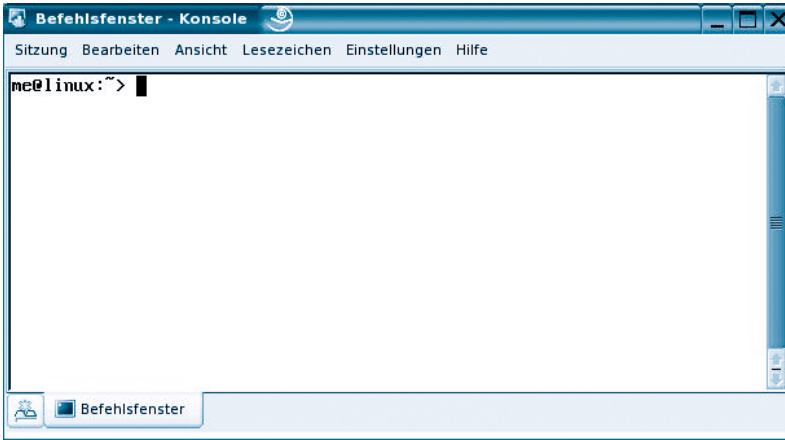 Befehlsfenster - Konsole
Sitzung Bearbeiten Ansicht Lesezeichen Einstellungen Hilfe
me@linux:~>
Befehlsfenster